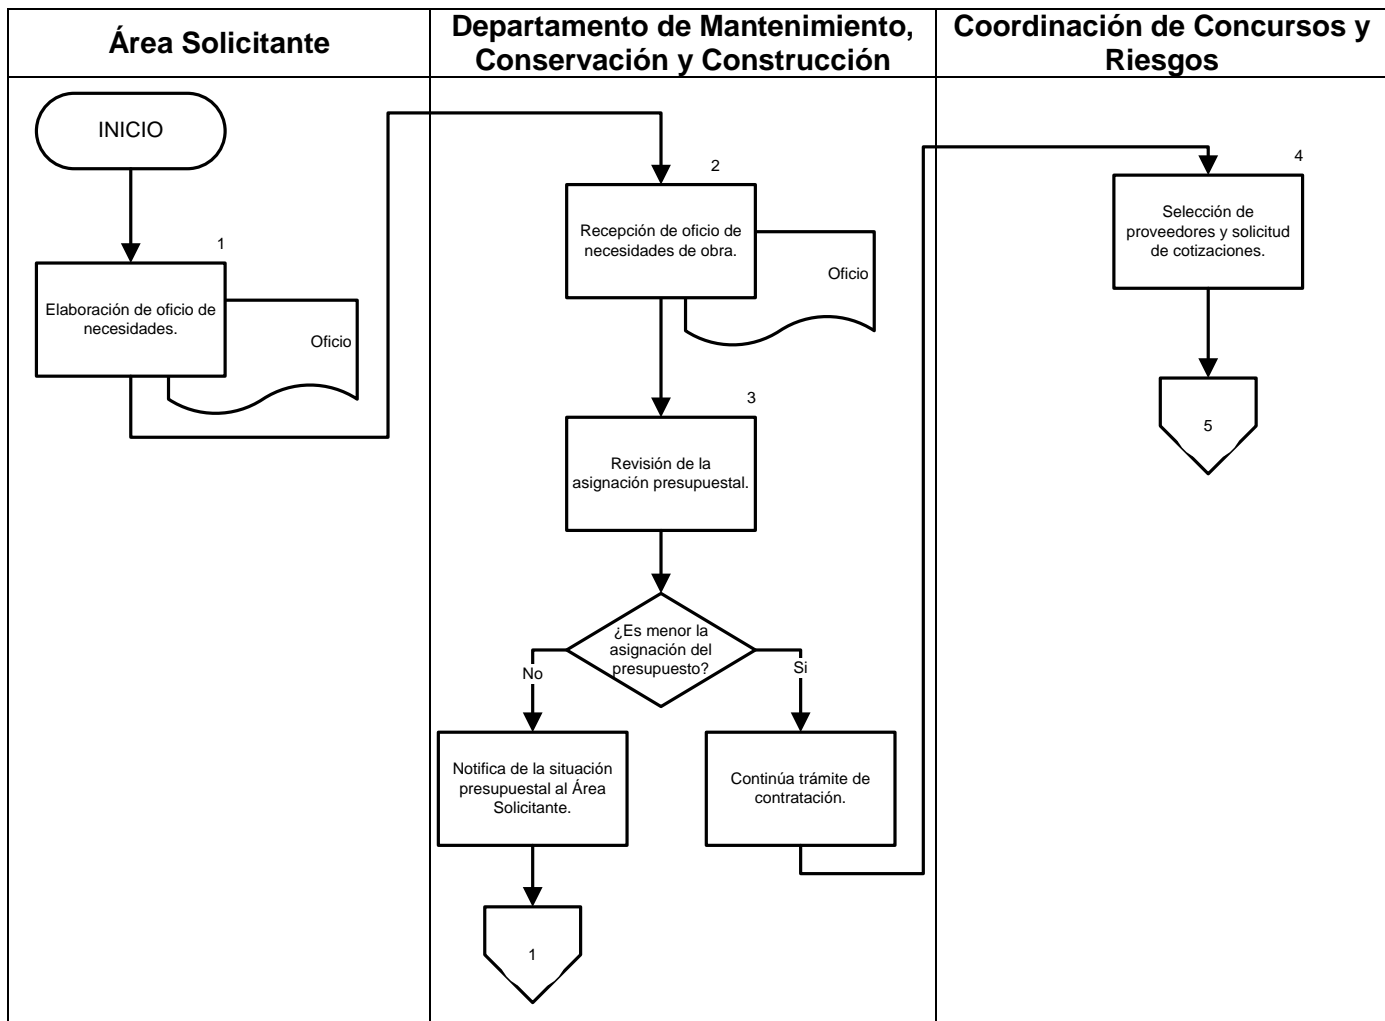 Área Solicitante
Departamento de Mantenimiento,
Conservación y Construcción
Coordinación de Concursos y
Riesgos
INICIO
1
Elaboración de oficio de
necesidades.
Oficio
2
Recepción de oficio de
necesidades de obra.
Oficio
3
Revisión de la
asignación presupuestal.
¿Es menor la
asignación del
presupuesto?
No
Si
Notifica de la situación
presupuestal al Área
Solicitante.
Continúa trámite de
contratación.
1
4
Selección de
proveedores y solicitud
de cotizaciones.
5